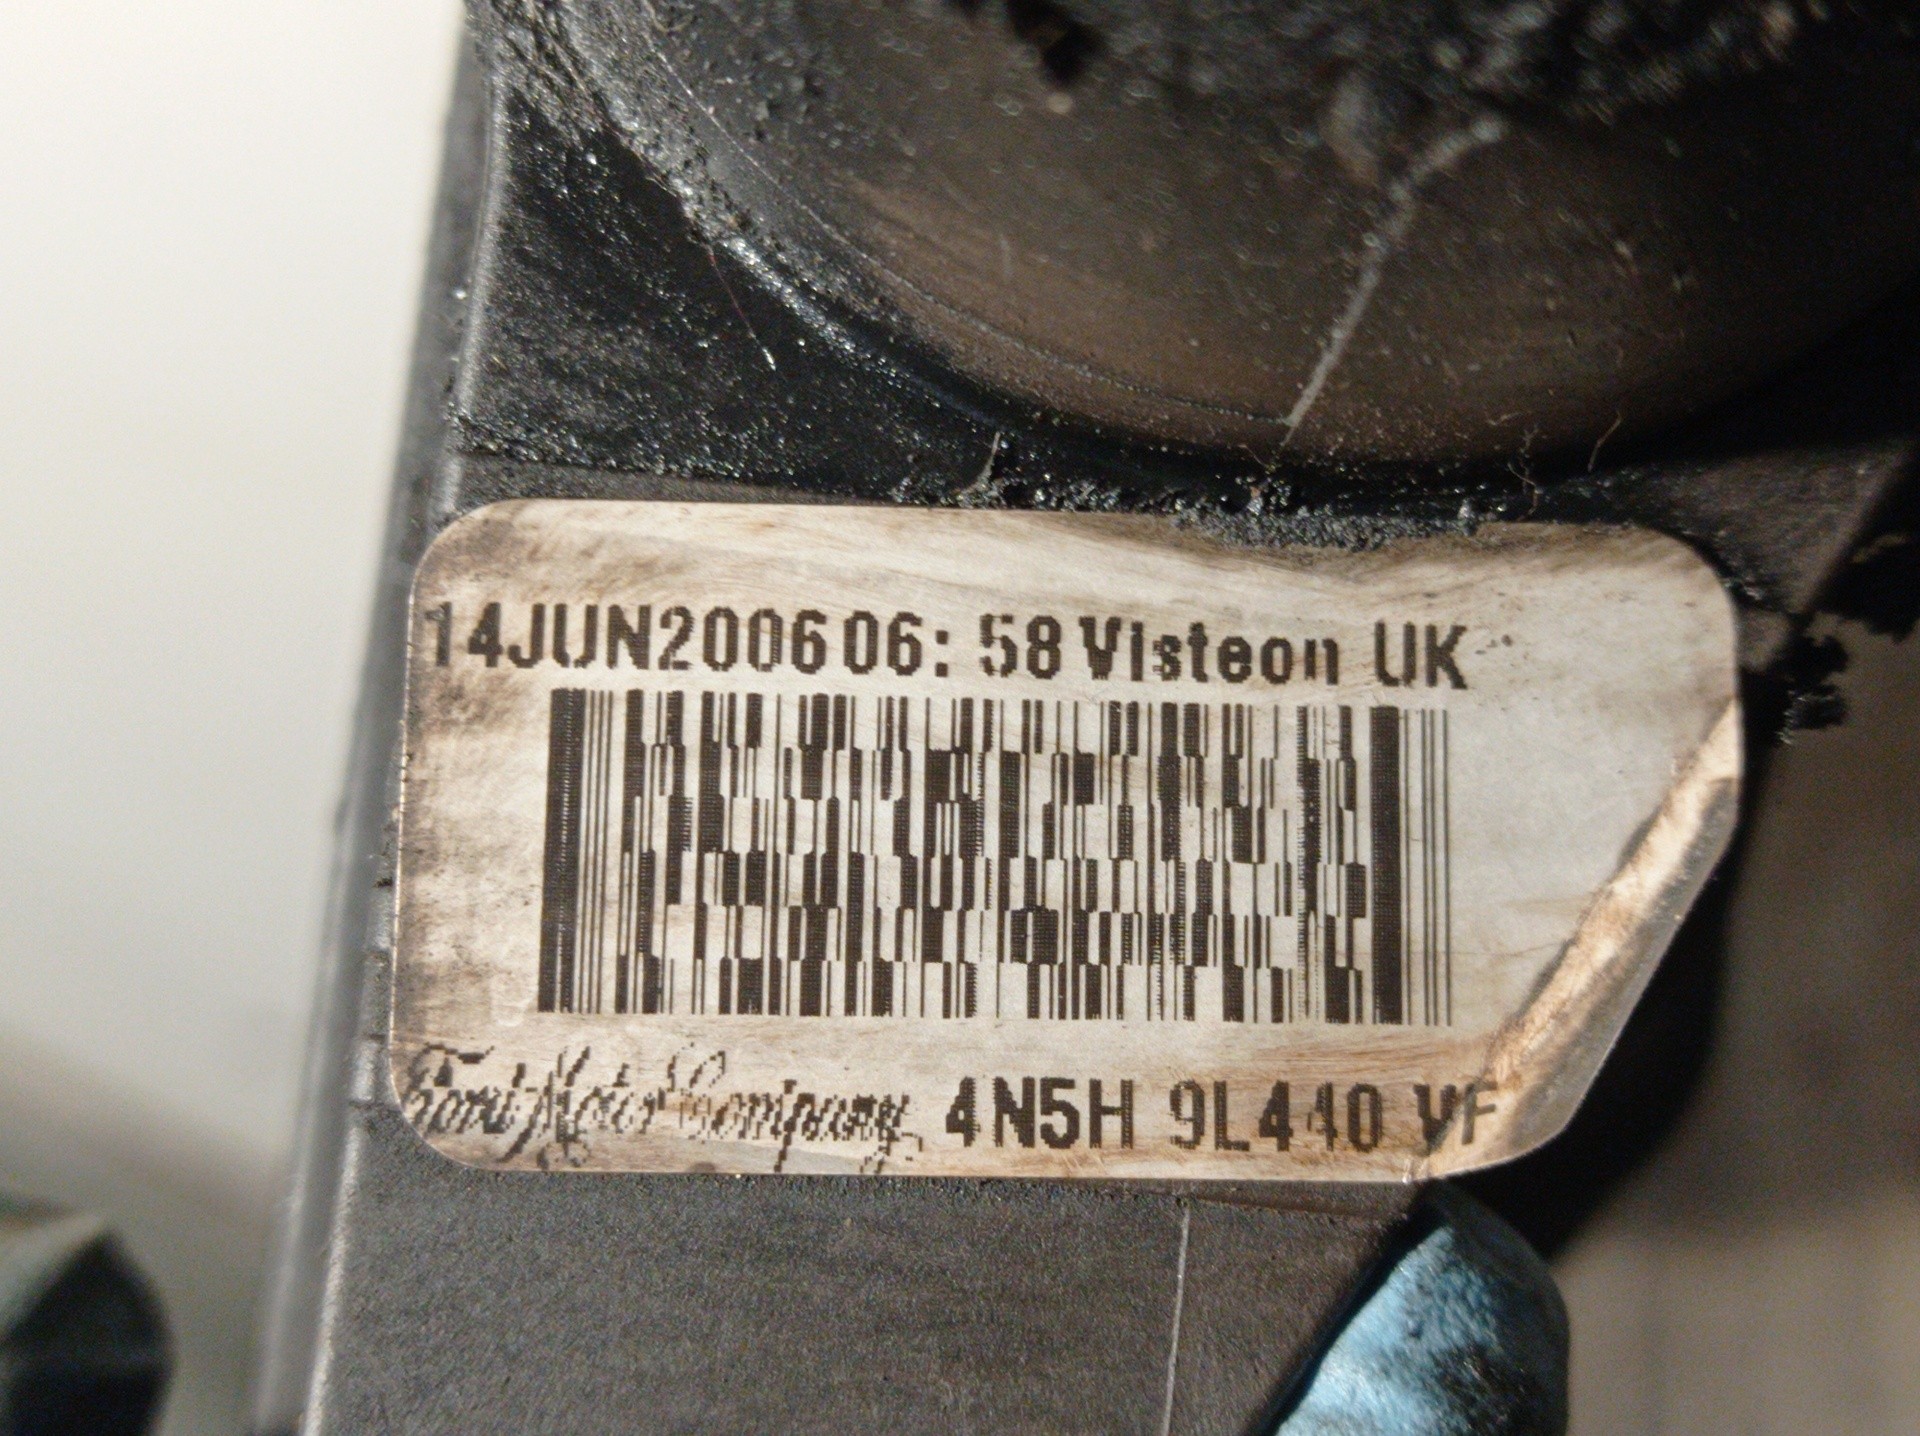 14JUN2006 06: 58 Visteon UK
Ford Motor Company 4N5H 9L440 VF